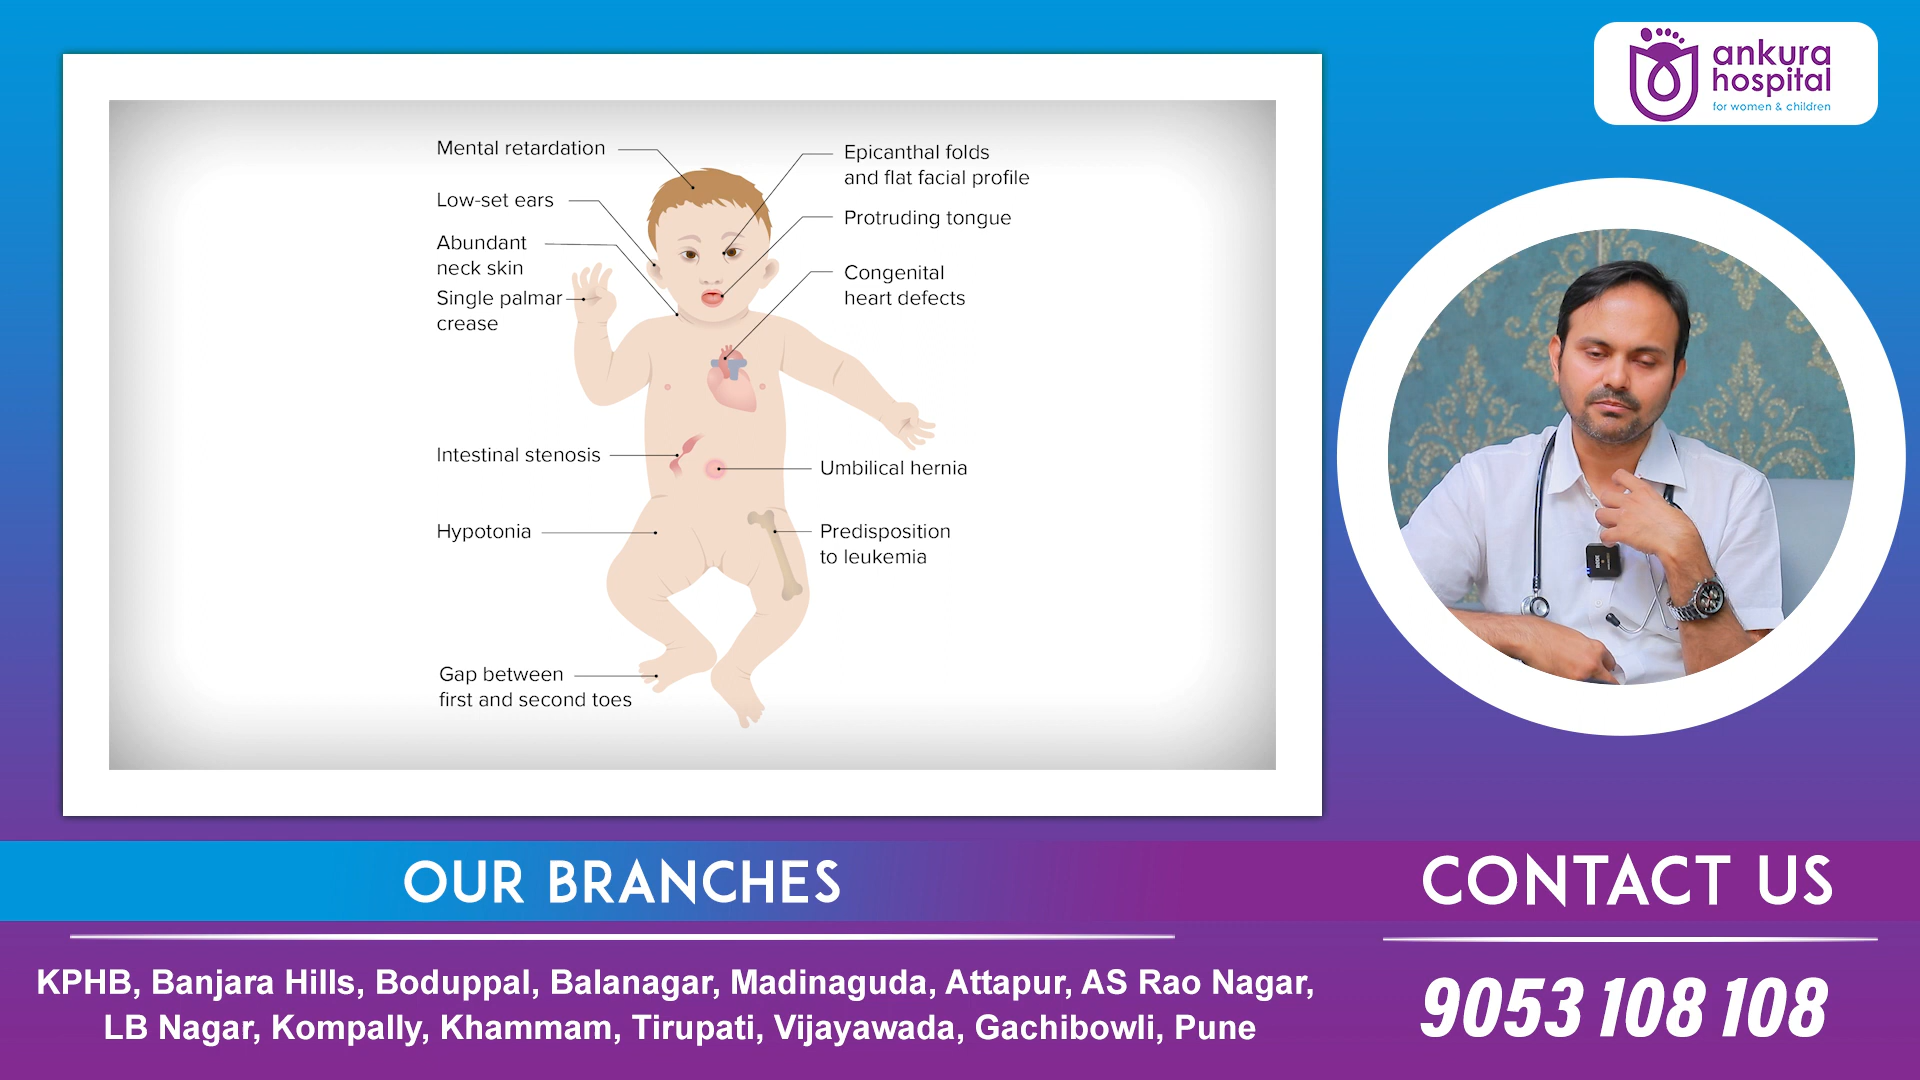 ankura
hospital
for women & children
Mental retardation
Low-set ears
Abundant
neck skin
Single palmar
crease
Intestinal stenosis
Hypotonia
Gap between
first and second toes
Epicanthal folds
and flat facial profile
Protruding tongue
Congenital
heart defects
Umbilical hernia
Predisposition
to leukemia
OUR BRANCHES
KPHB, Banjara Hills, Boduppal, Balanagar, Madinaguda, Attapur, AS Rao Nagar,
LB Nagar, Kompally, Khammam, Tirupati, Vijayawada, Gachibowli, Pune
CONTACT US
9053 108 108